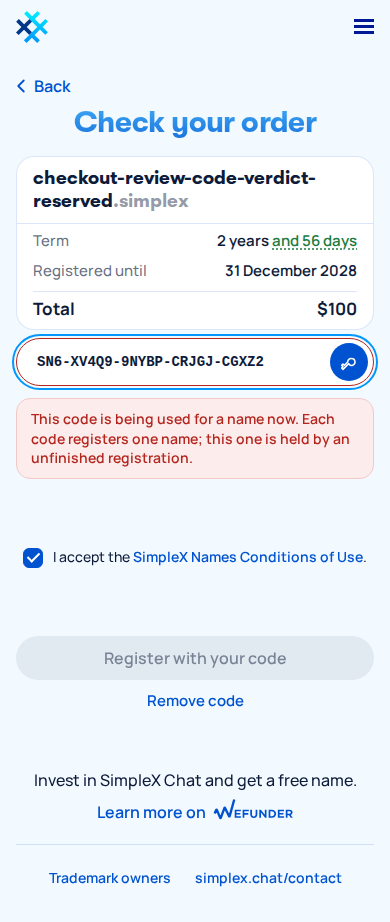 Back
Check your order
checkout-review-code-verdict-
reserved.simplex
Term 2 years and 56 days
Registered until 31 December 2028
Total $100
SN6-XV4Q9-9NYBP-CRJGJ-CGXZ2
This code is being used for a name now. Each
code registers one name; this one is held by an
unfinished registration.
I accept the SimpleX Names Conditions of Use.
Register with your code
Remove code
Invest in SimpleX Chat and get a free name.
Learn more on WEFUNDER
Trademark owners simplex.chat/contact